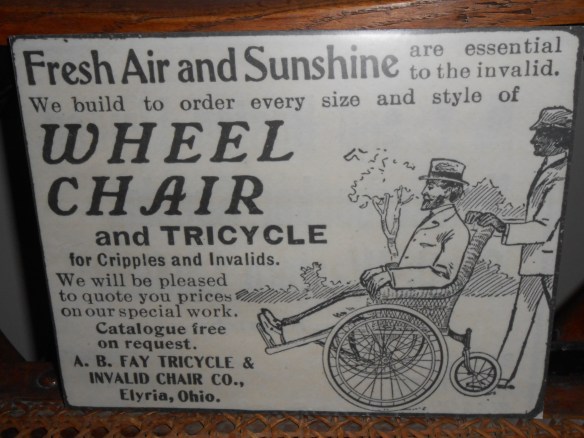 Fresh Air and Sunshine are essential to the invalid.
We build to order every size and style of
WHEEL
CHAIR
and TRICYCLE
for Cripples and Invalids.
We will be pleased
to quote you prices
on our special work.
Catalogue free
on request.
A. B. FAY TRICYCLE &
INVALID CHAIR CO.,
Elyria, Ohio.